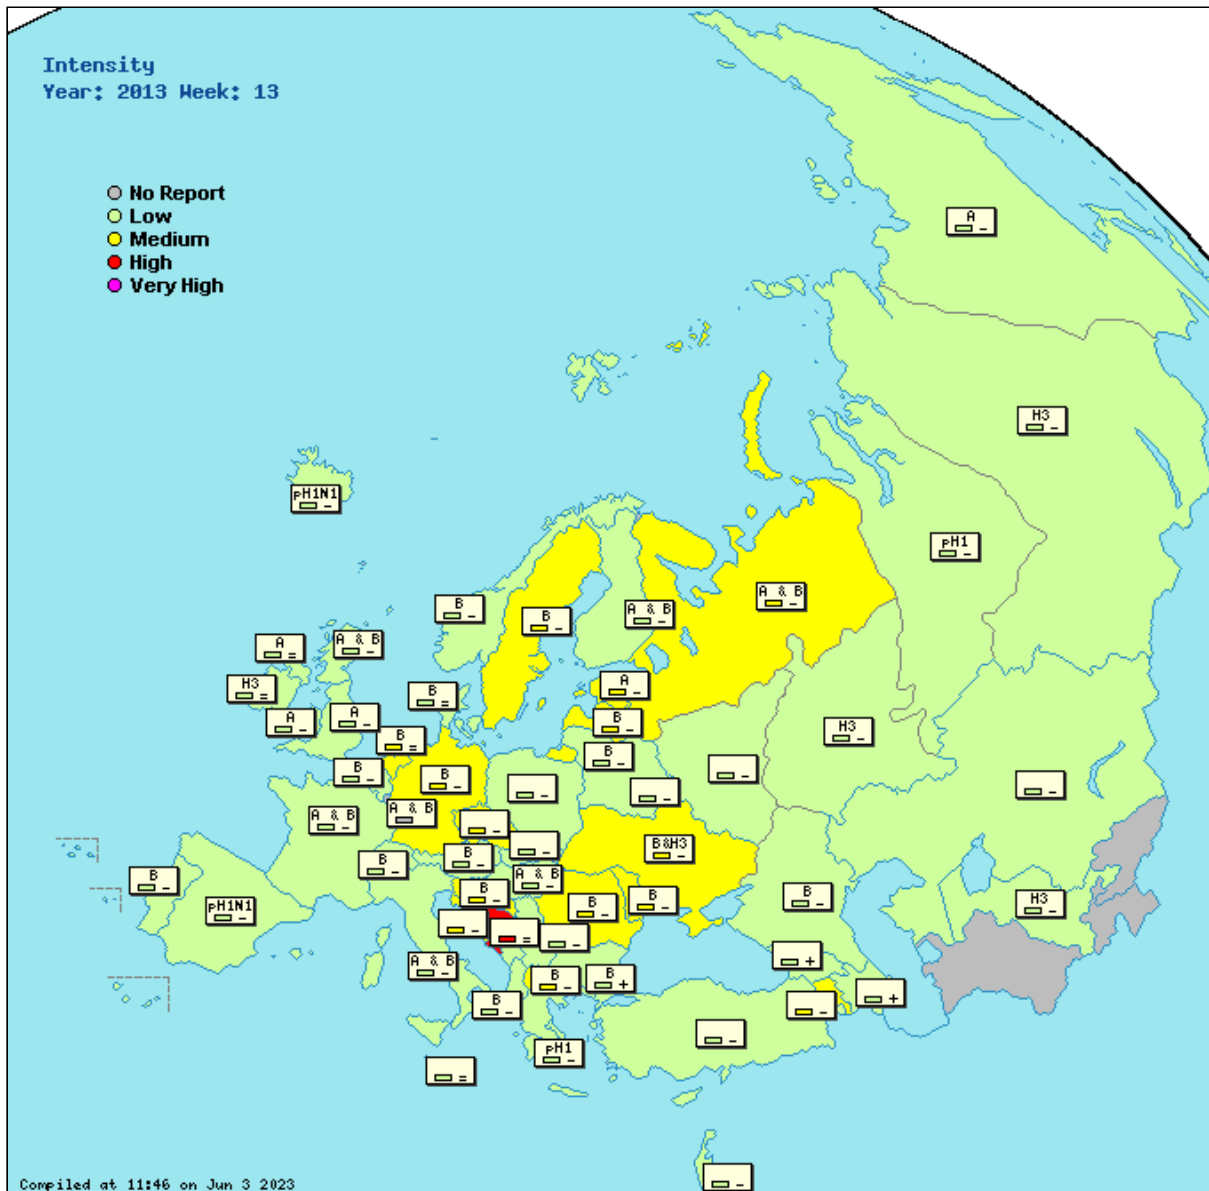 Intensity
Year: 2013 Week: 13
No Report
Low
Medium
High
Very High
A
-
H3
-
pH1N1
-
pH1
-
A & B
-
B
-
B
-
A & B
-
A
=
A & B
-
H3
=
B
=
A
-
A
-
A
-
B
-
B
=
H3
-
B
-
B
-
B
-
-
-
-
-
A & B
-
A & B
-
-
-
B&H3
-
B
-
B
-
A & B
-
B
-
B
-
B
-
B
-
B
-
H3
-
pH1N1
-
-
=
-
A & B
-
+
B
-
B
+
+
B
-
-
-
pH1
-
=
-
Compiled at 11:46 on Jun 3 2023